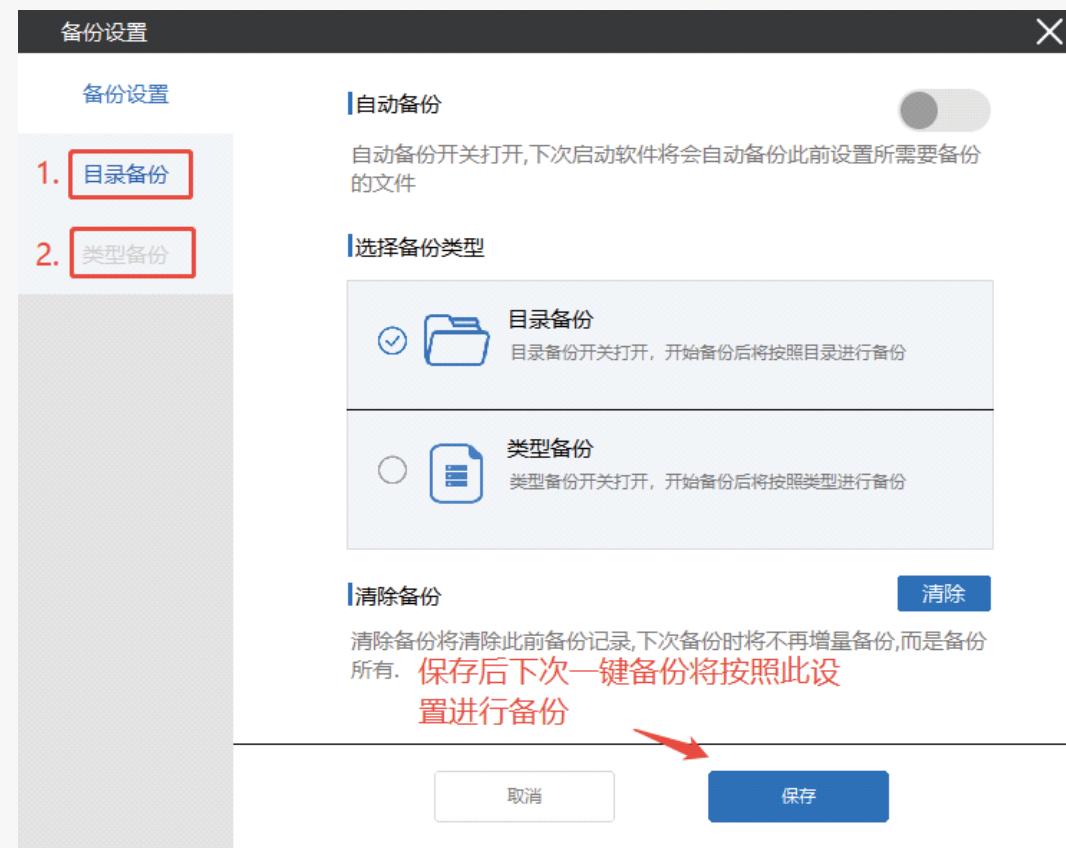 备份设置
备份设置
1. 目录备份
2. 类型备份
自动备份
自动备份开关打开,下次启动软件将会自动备份此前设置所需要备份
的文件
选择备份类型
目录备份
目录备份开关打开，开始备份后将按照目录进行备份
类型备份
类型备份开关打开，开始备份后将按照类型进行备份
清除备份
清除
清除备份将清除此前备份记录,下次备份时将不再增量备份,而是备份
所有.
保存后下次一键备份将按照此设
置进行备份
取消
保存